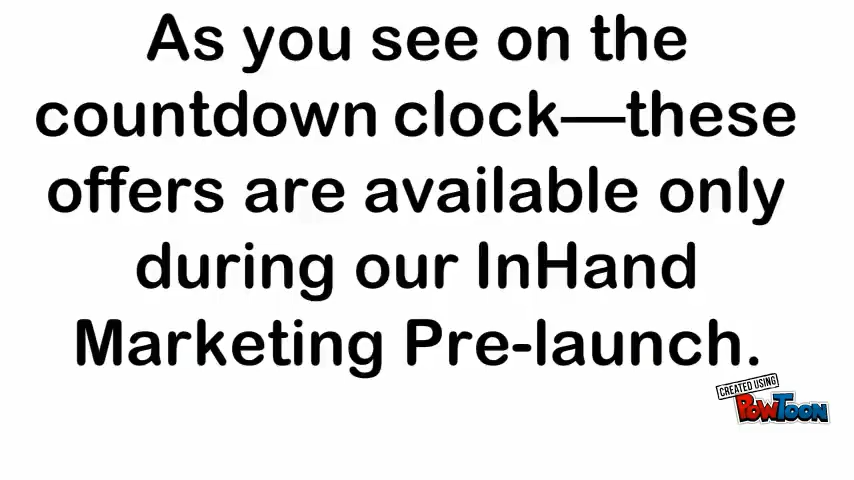 As you see on the
countdown clock—these
offers are available only
during our InHand
Marketing Pre-launch.
CREATED USING
POWTOON